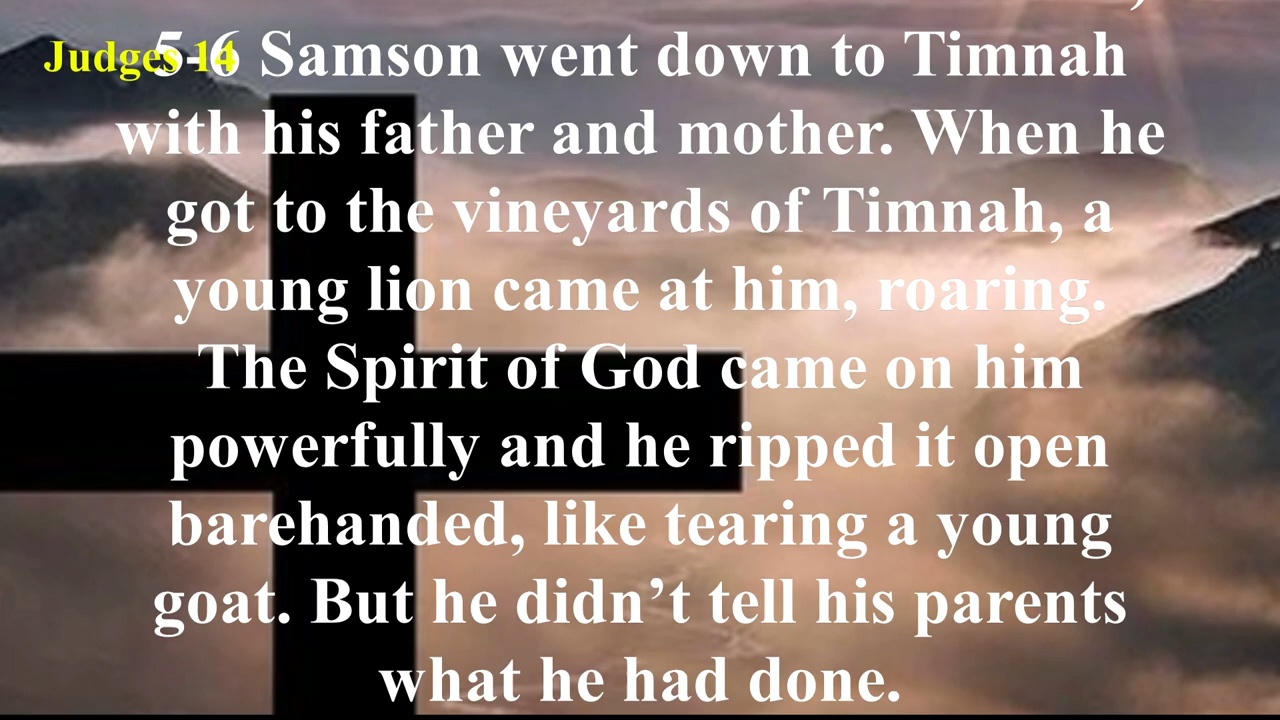 Judges 14
5-6 Samson went down to Timnah
with his father and mother. When he
got to the vineyards of Timnah, a
young lion came at him, roaring.
The Spirit of God came on him
powerfully and he ripped it open
barehanded, like tearing a young
goat. But he didn’t tell his parents
what he had done.